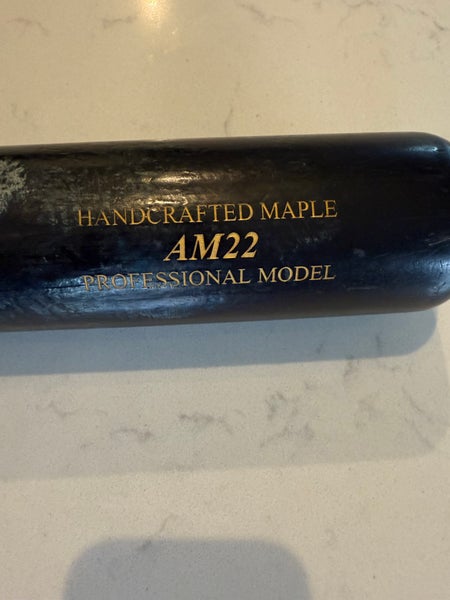 HANDCRAFTED MAPLE
AM22
PROFESSIONAL MODEL